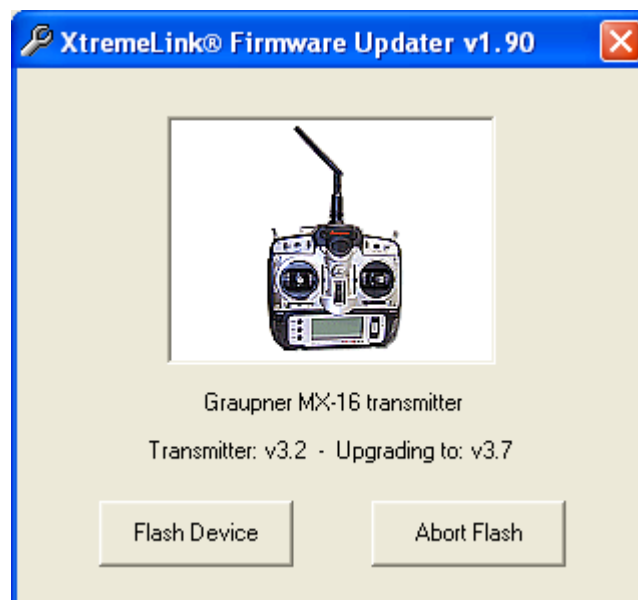 XtremeLink® Firmware Updater v1.90
Graupner MX-16 transmitter
Transmitter: v3.2 - Upgrading to: v3.7
Flash Device
Abort Flash